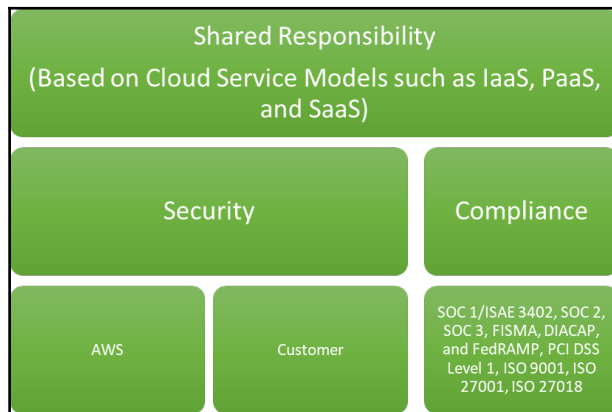 Shared Responsibility
(Based on Cloud Service Models such as IaaS, PaaS,
and SaaS)
Security
Compliance
AWS
Customer
SOC 1/ISAE 3402, SOC 2,
SOC 3, FISMA, DIACAP,
and FedRAMP, PCI DSS
Level 1, ISO 9001, ISO
27001, ISO 27018